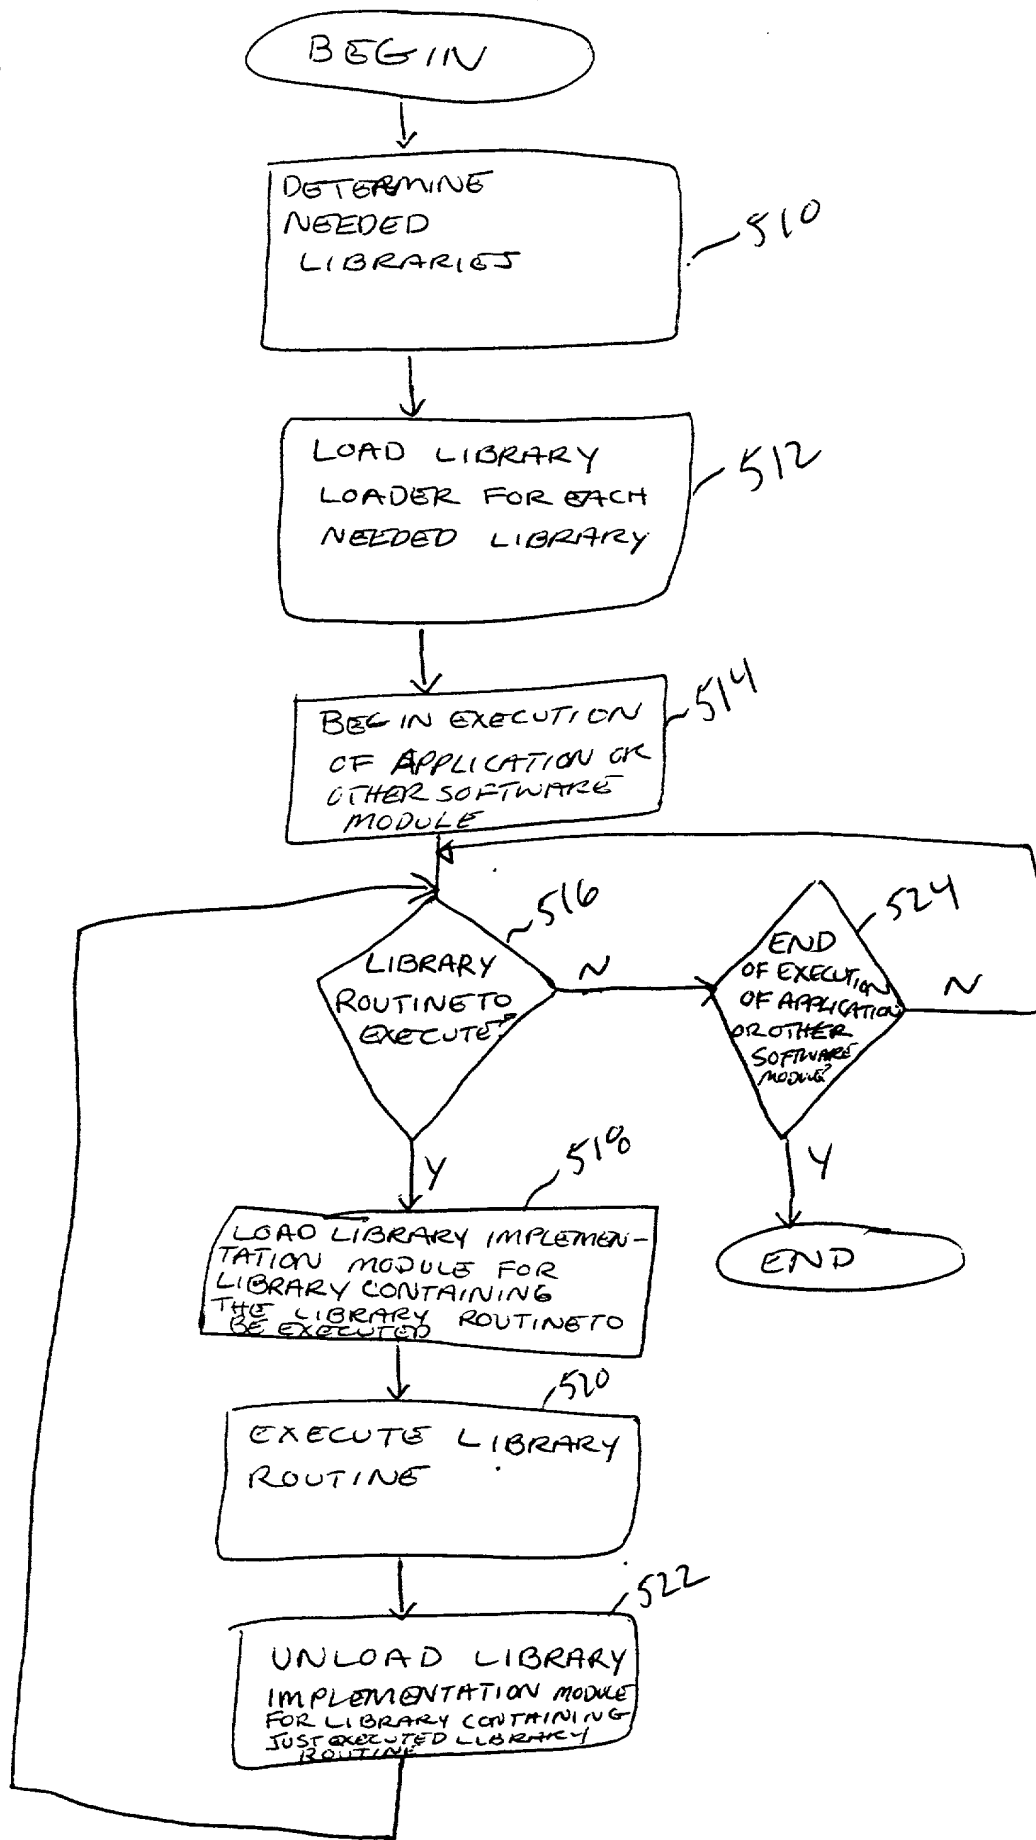 BEGIN
DETERMINE
NEEDED
LIBRARIES
510
LOAD LIBRARY
LOADER FOR EACH
NEEDED LIBRARY
512
BEGIN EXECUTION
OF APPLICATION OR
OTHER SOFTWARE
MODULE
514
LIBRARY
ROUTINE TO
EXECUTE?
516
N
Y
END
OF EXECUTION
OF APPLICATION
OR OTHER
SOFTWARE
MODULE?
524
N
Y
END
LOAD LIBRARY IMPLEMEN-
TATION MODULE FOR
LIBRARY CONTAINING
THE LIBRARY ROUTINE TO
BE EXECUTED
518
EXECUTE LIBRARY
ROUTINE
520
UNLOAD LIBRARY
IMPLEMENTATION MODULE
FOR LIBRARY CONTAINING
JUST EXECUTED LIBRARY
ROUTINE
522